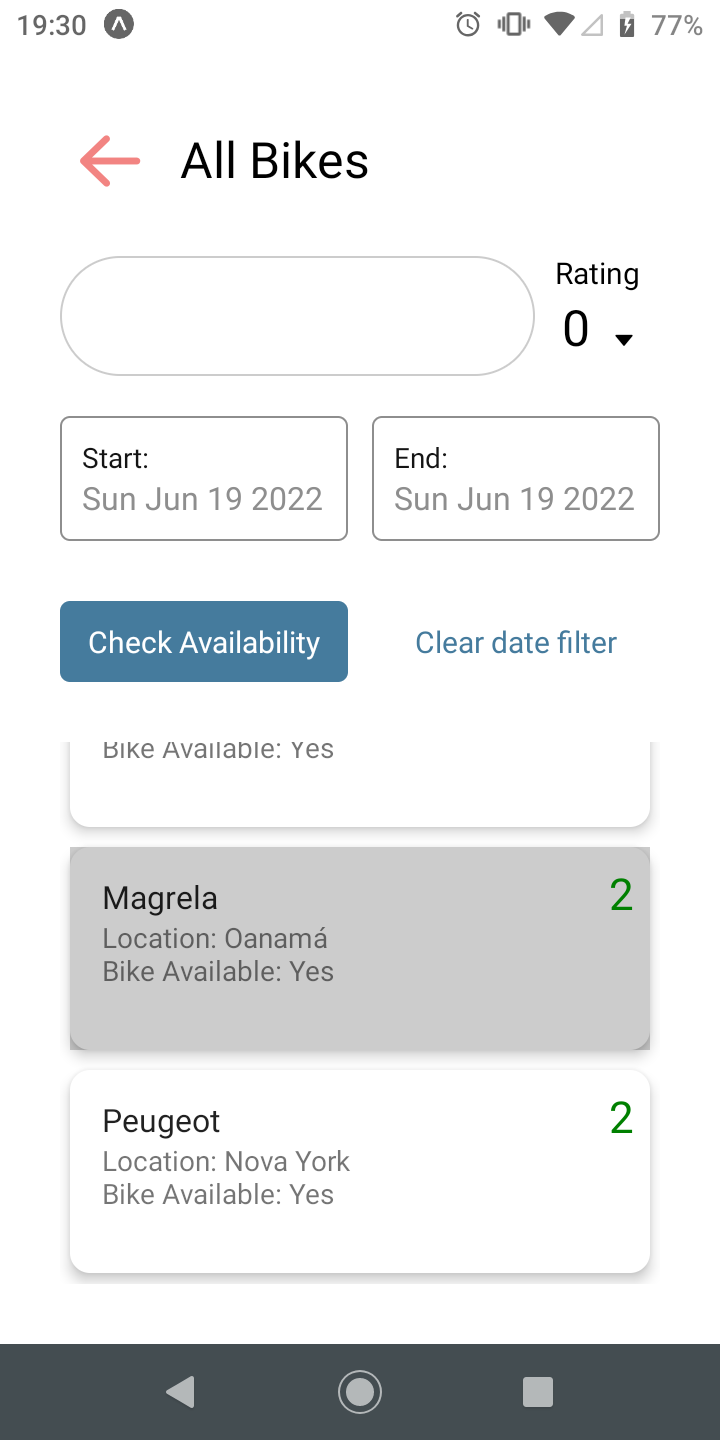 19:30
77%
All Bikes
Rating
0
Start:
Sun Jun 19 2022
End:
Sun Jun 19 2022
Check Availability
Clear date filter
Bike Available: Yes
Magrela
2
Location: Oanamá
Bike Available: Yes
Peugeot
2
Location: Nova York
Bike Available: Yes